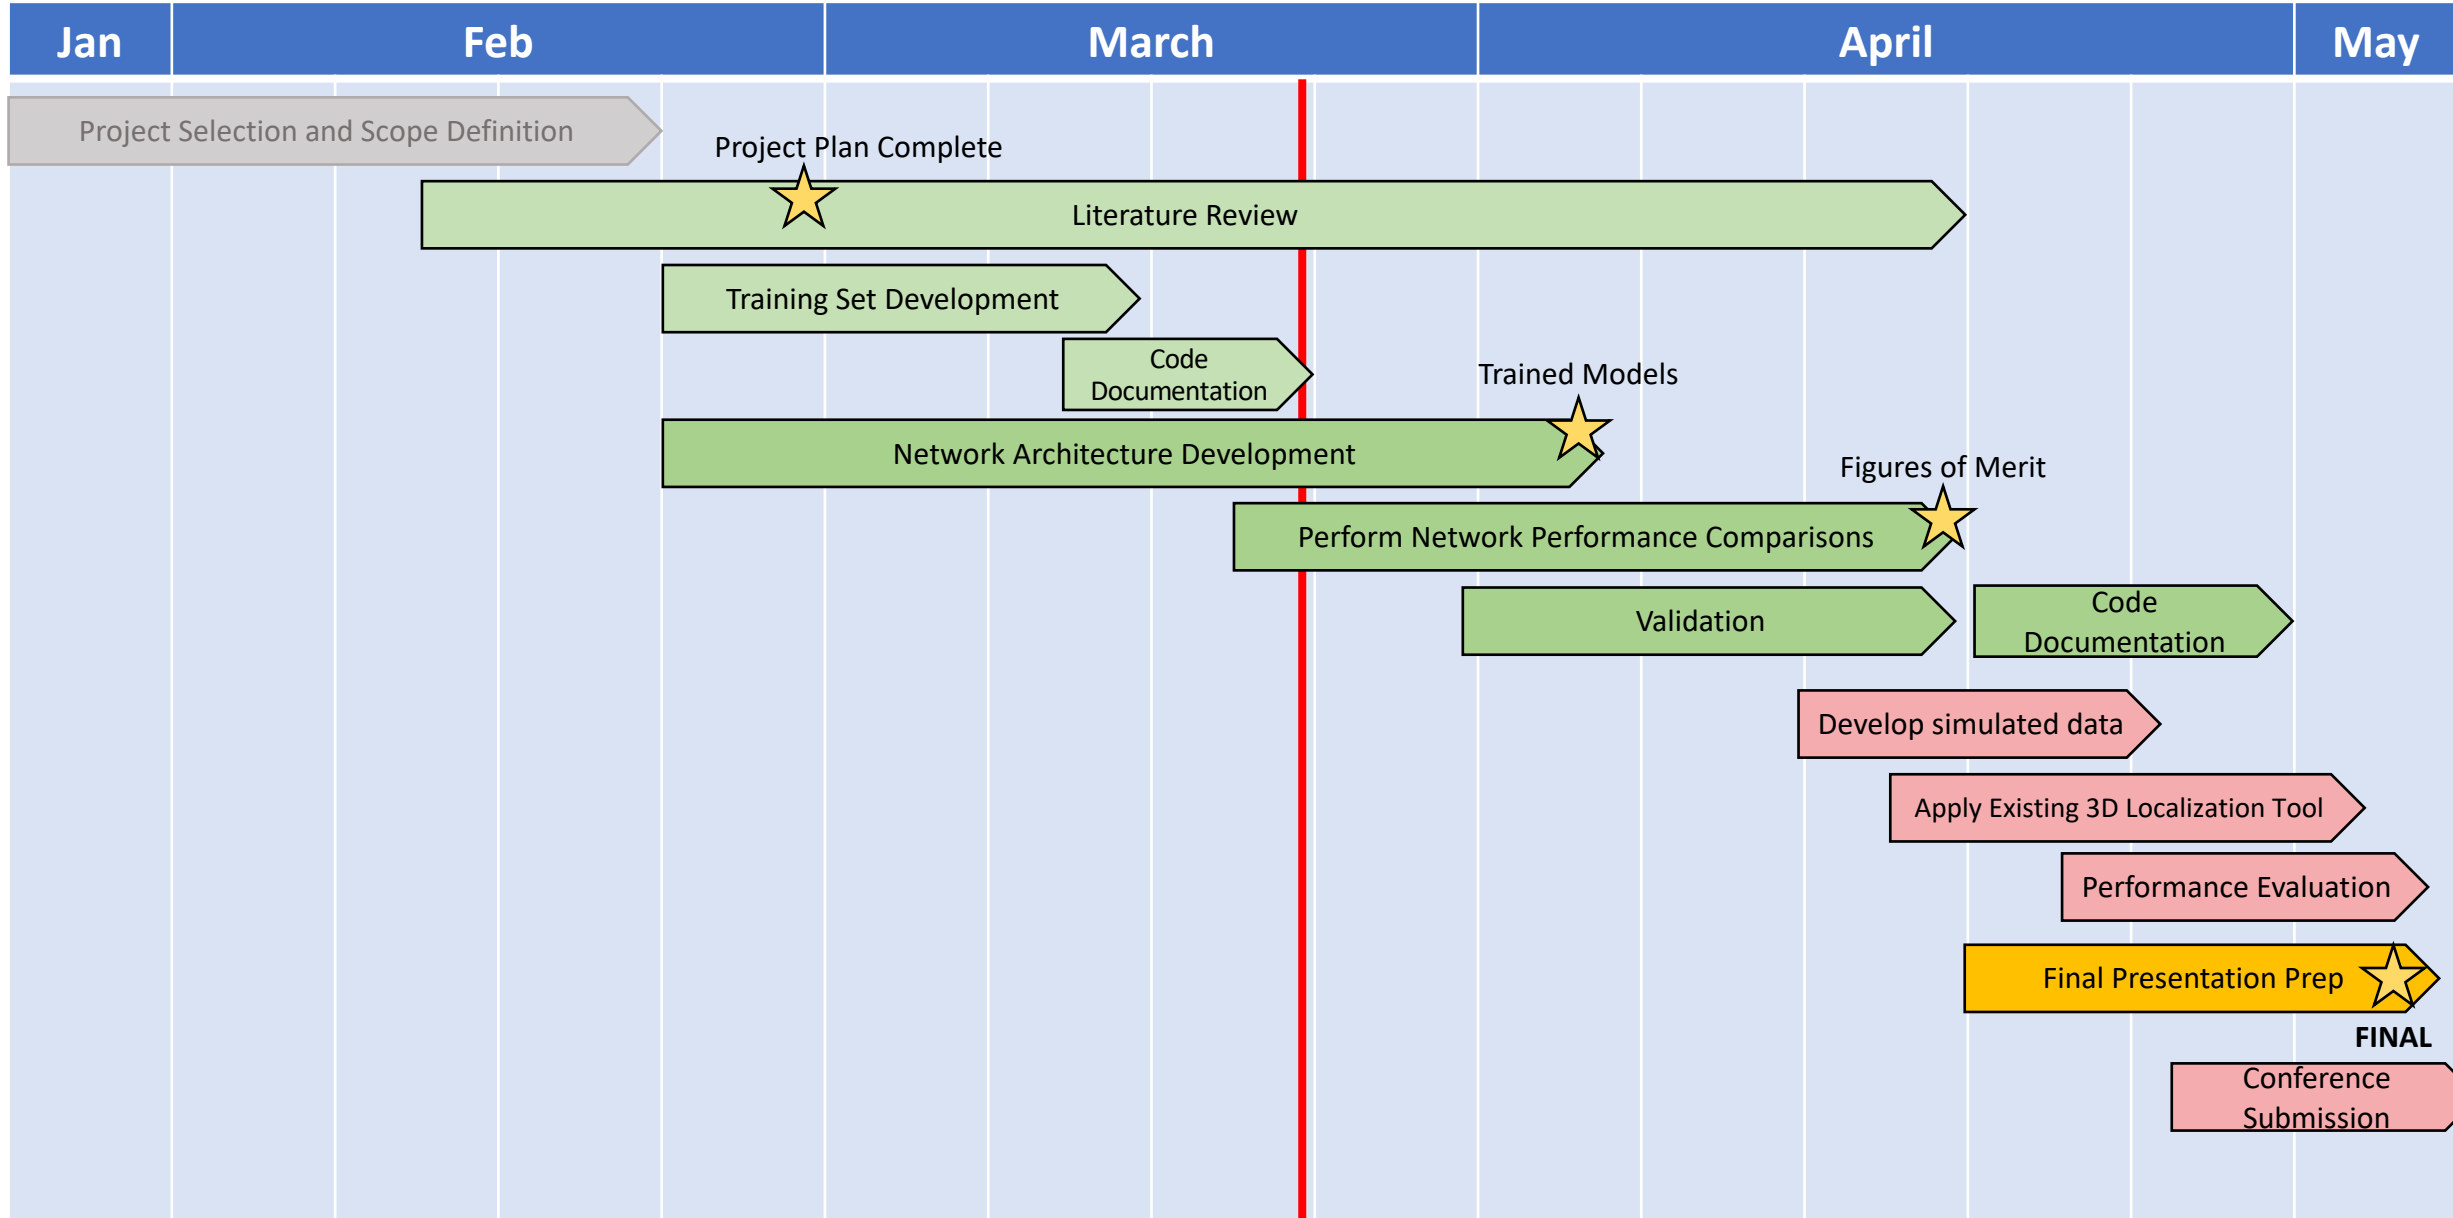 Jan Feb March April May
Project Selection and Scope Definition
Project Plan Complete
Literature Review
Training Set Development
Code
Documentation
Trained Models
Network Architecture Development
Figures of Merit
Perform Network Performance Comparisons
Validation
Code
Documentation
Develop simulated data
Apply Existing 3D Localization Tool
Performance Evaluation
Final Presentation Prep
FINAL
Conference
Submission